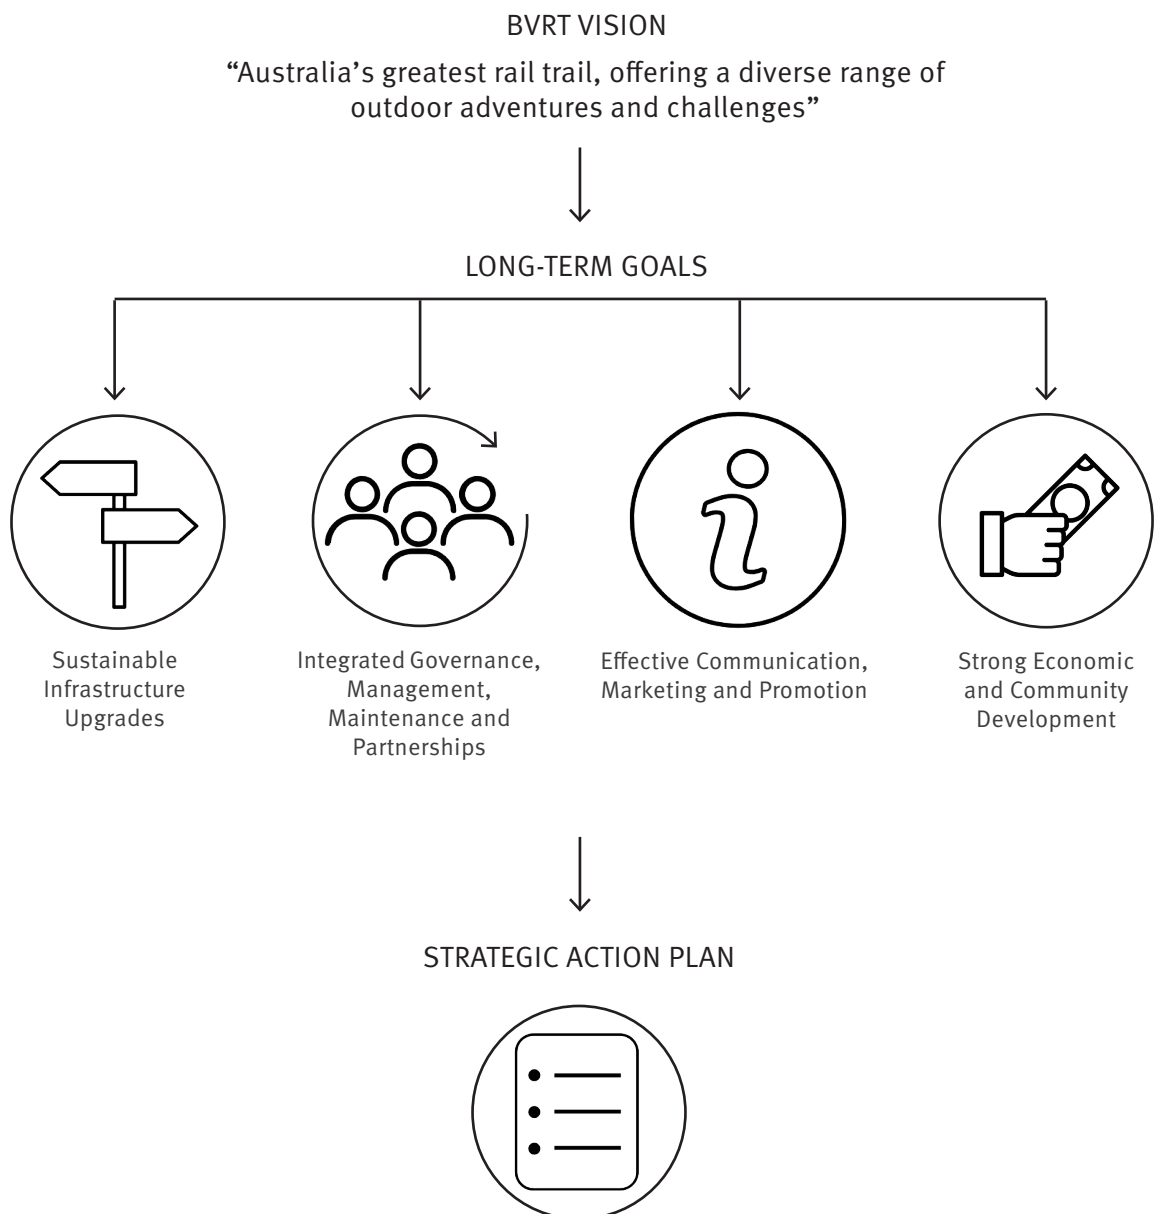 BVRT VISION
“Australia’s greatest rail trail, offering a diverse range of
outdoor adventures and challenges”
LONG-TERM GOALS
Sustainable
Infrastructure
Upgrades
Integrated Governance,
Management,
Maintenance and
Partnerships
Effective Communication,
Marketing and Promotion
Strong Economic
and Community
Development
STRATEGIC ACTION PLAN